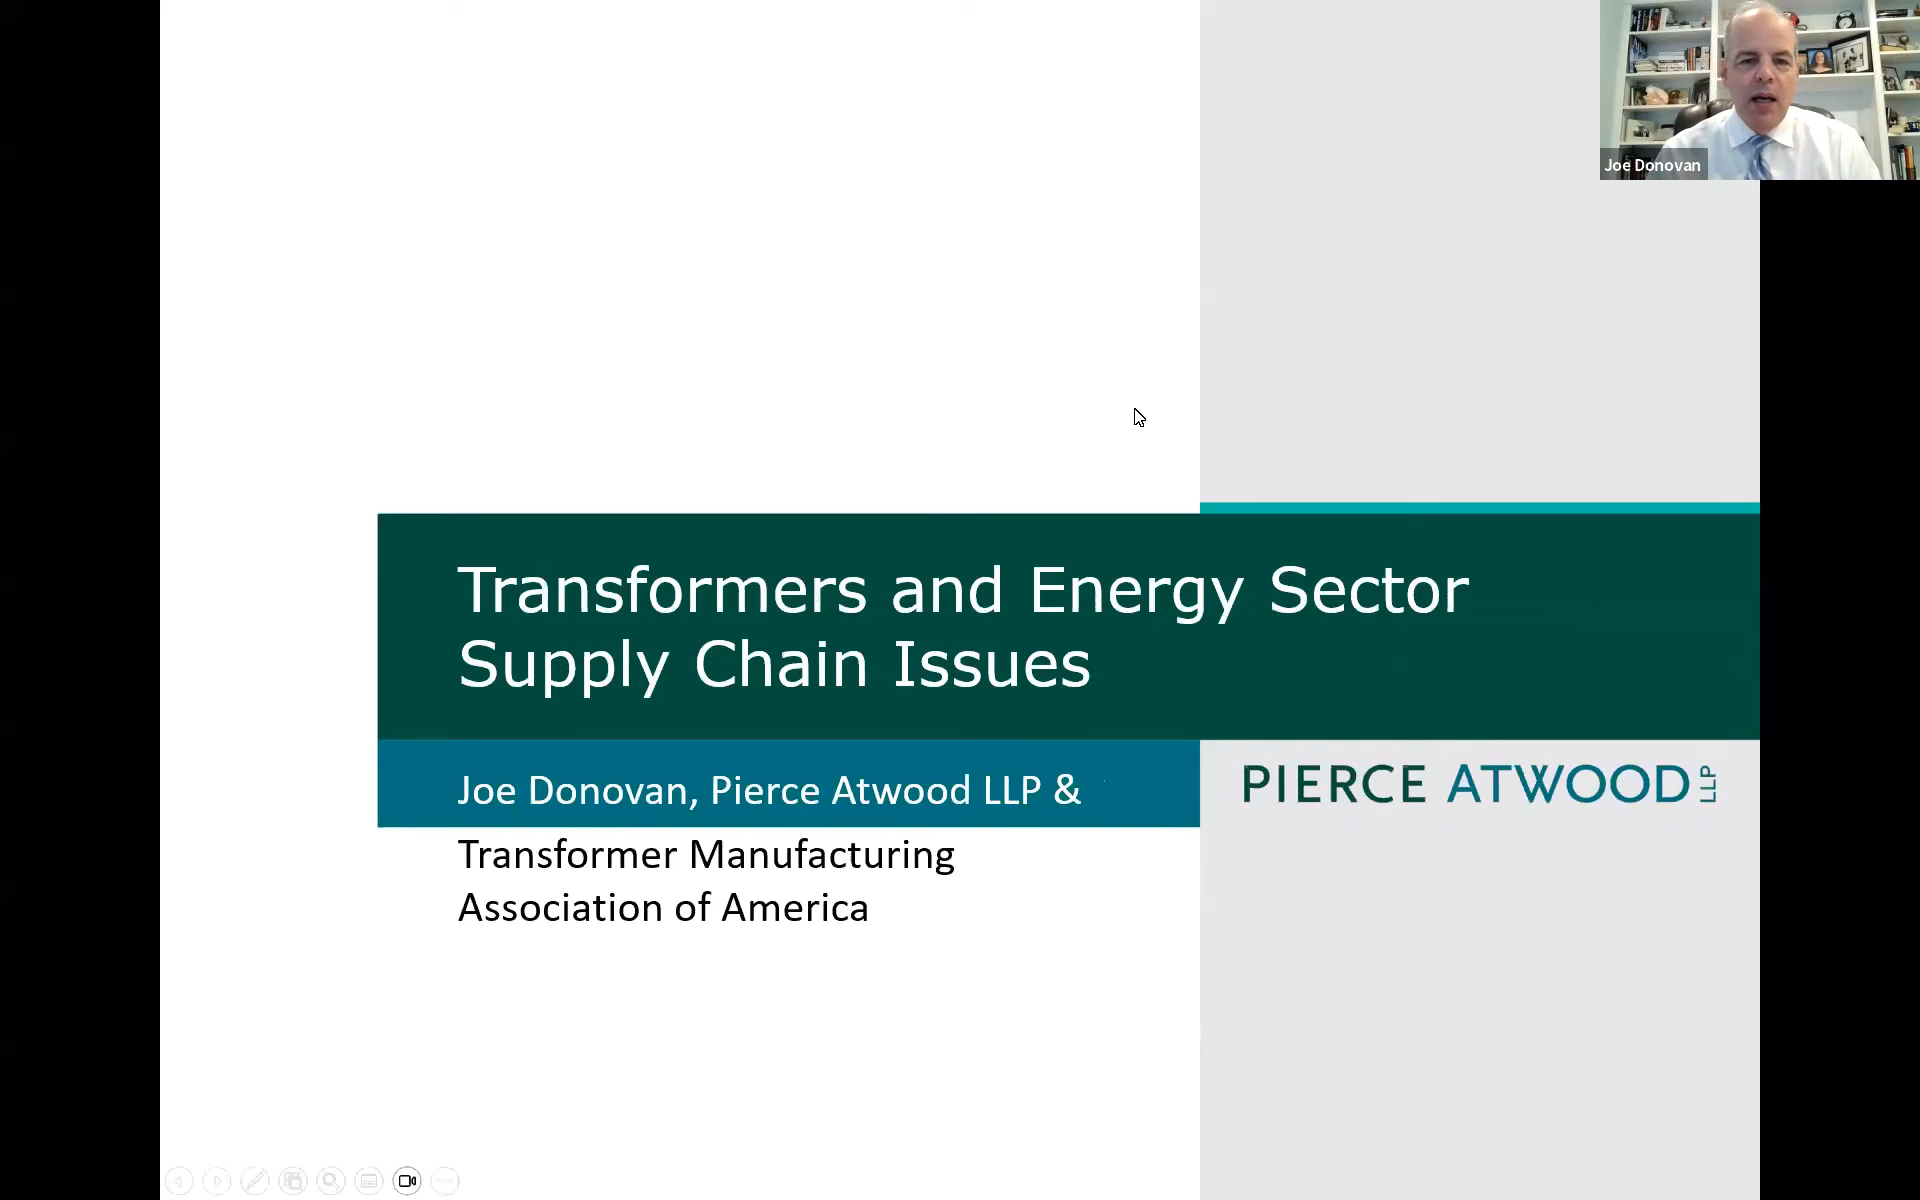 Joe Donovan
Transformers and Energy Sector
Supply Chain Issues
Joe Donovan, Pierce Atwood LLP &
PIERCE ATWOOD LLP
Transformer Manufacturing
Association of America